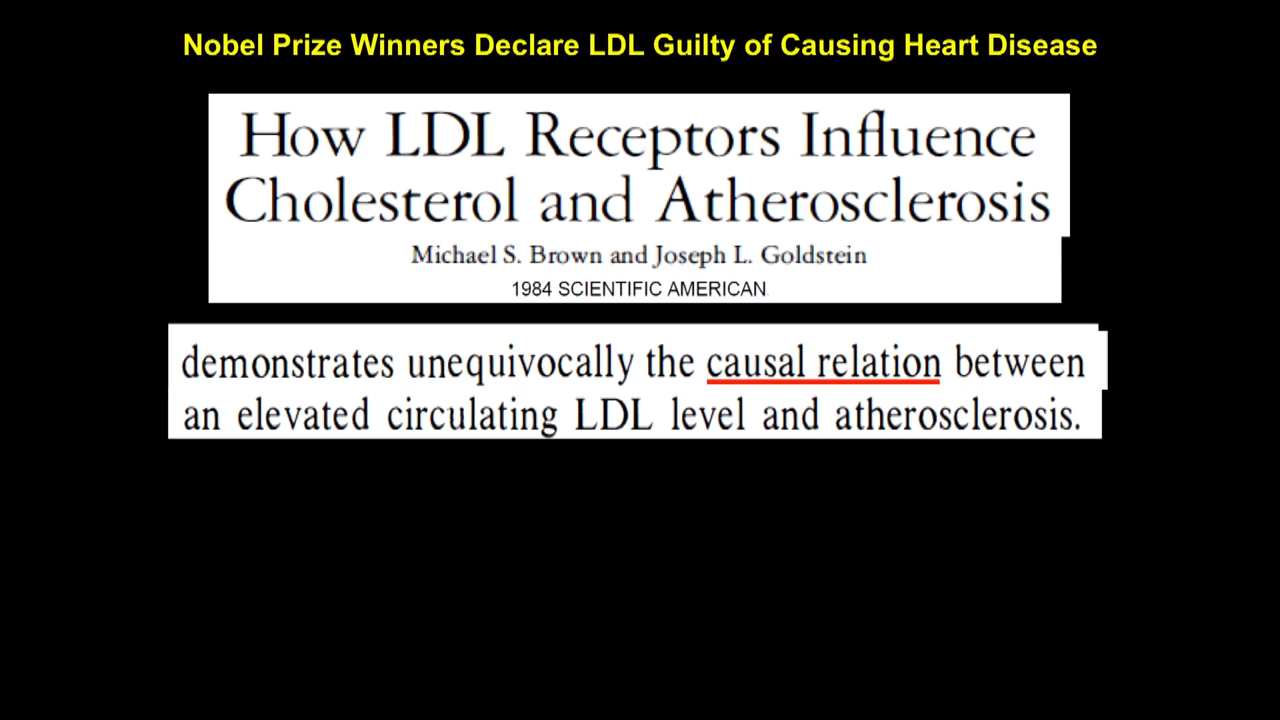 Nobel Prize Winners Declare LDL Guilty of Causing Heart Disease
How LDL Receptors Influence
Cholesterol and Atherosclerosis
Michael S. Brown and Joseph L. Goldstein
1984 SCIENTIFIC AMERICAN
demonstrates unequivocally the causal relation between
an elevated circulating LDL level and atherosclerosis.